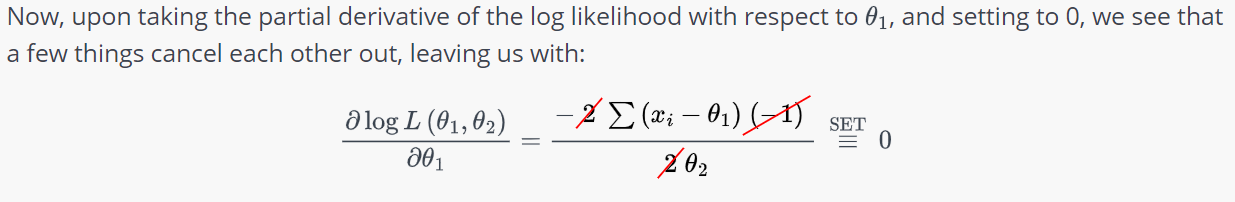 Now, upon taking the partial derivative of the log likelihood with respect to θ₁, and setting to 0, we see that
a few things cancel each other out, leaving us with:
∂ log L (θ₁, θ₂) / ∂θ₁ = −2 ∑ (xᵢ − θ₁) (−1) / 2 θ₂ SET ≡ 0